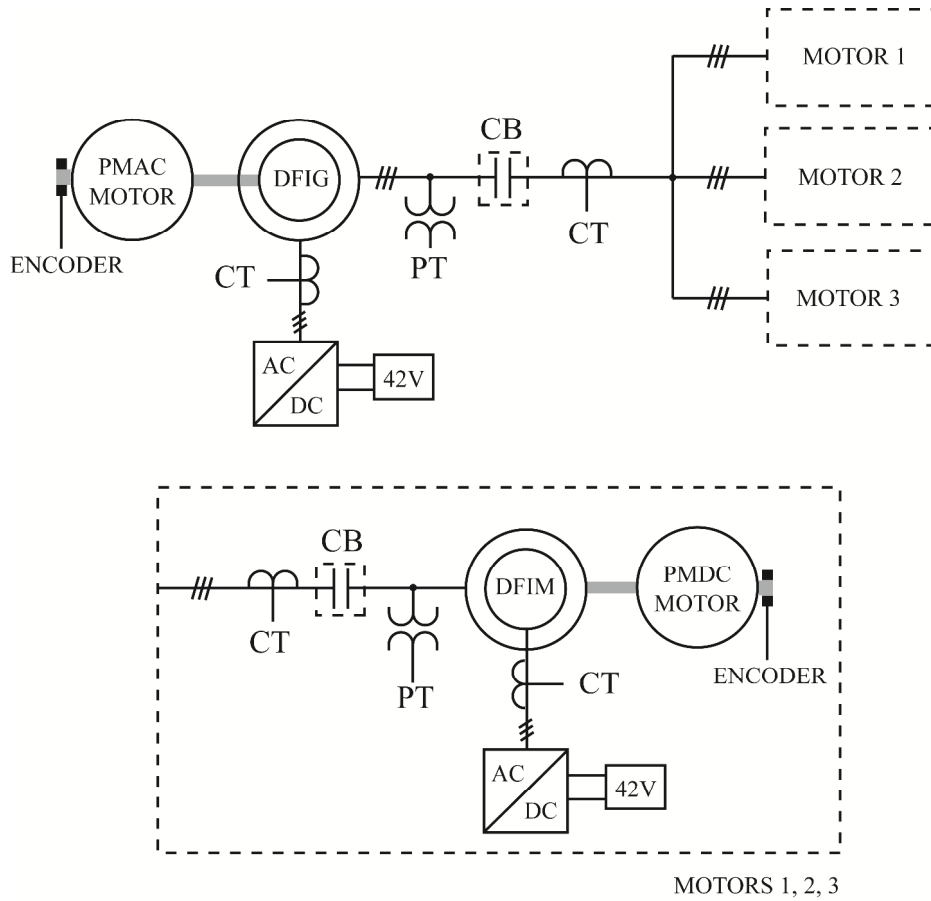 MOTOR 1
CB
PMAC
MOTOR
DFIG
MOTOR 2
CT
ENCODER
PT
CT
MOTOR 3
AC
DC
42V
CB
DFIM
PMDC
MOTOR
CT
PT
CT
ENCODER
AC
DC
42V
MOTORS 1, 2, 3